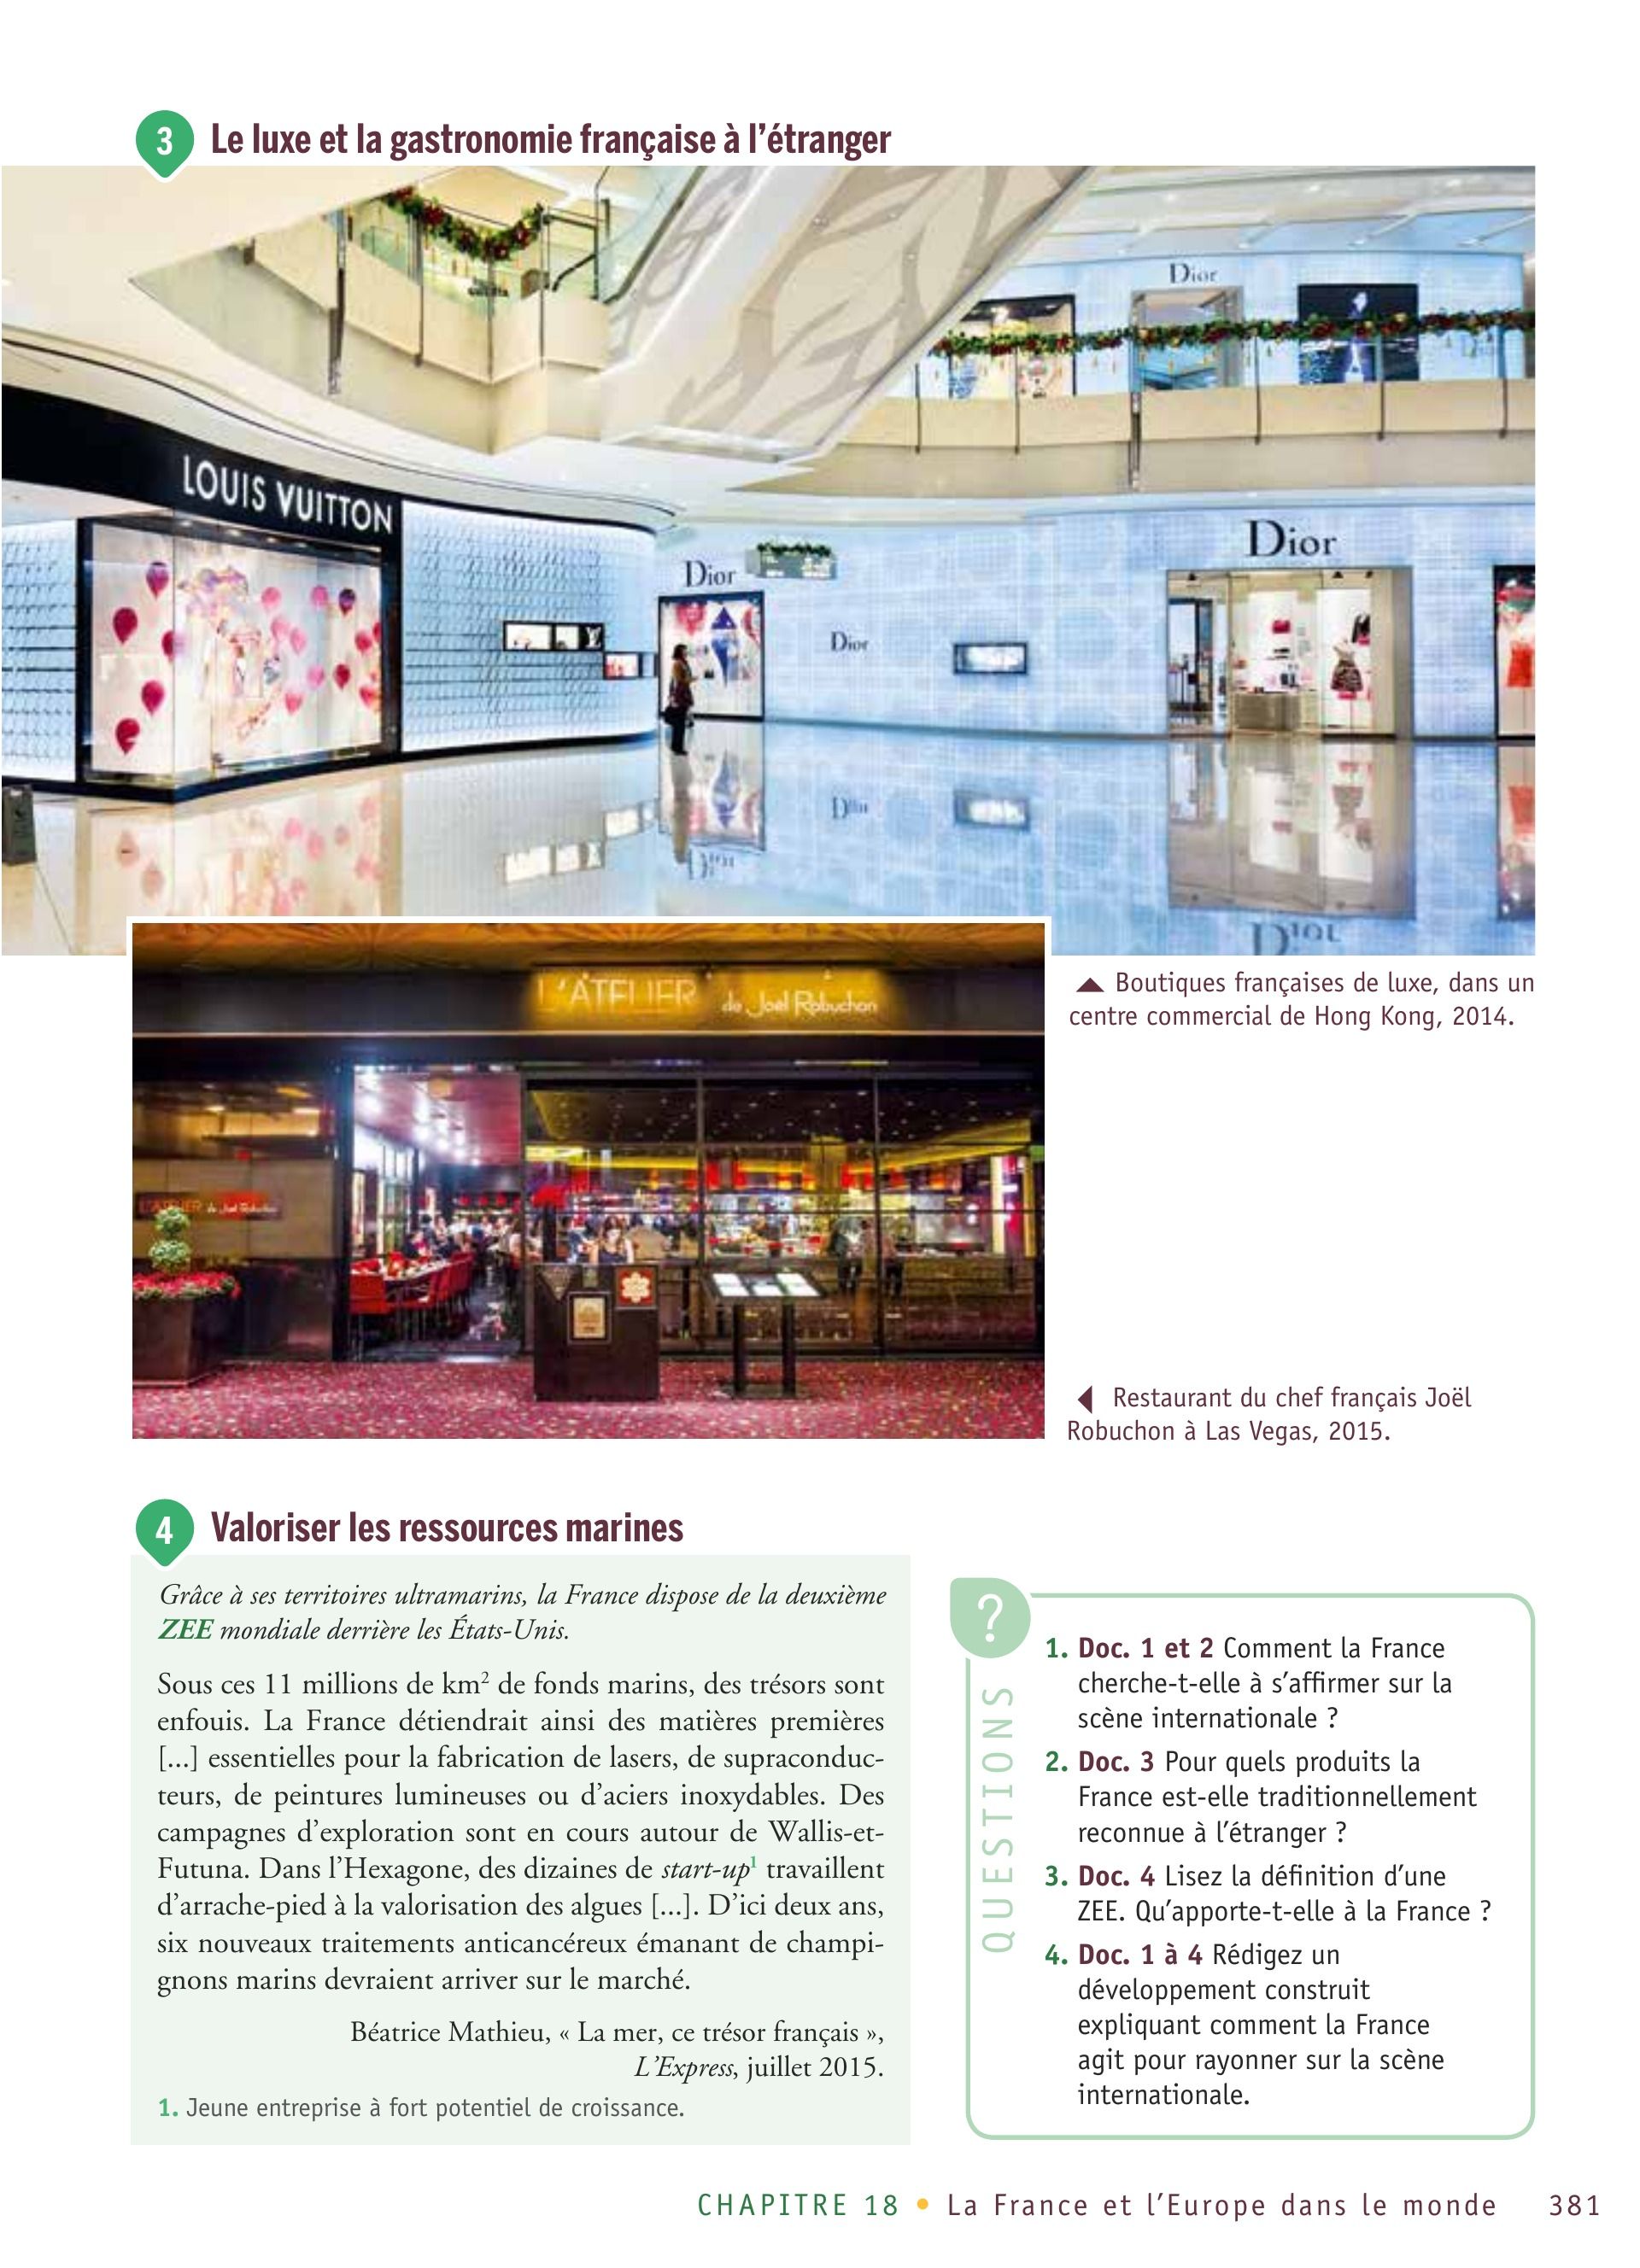 3 Le luxe et la gastronomie française à l'étranger
Dior
LOUIS VUITTON
Dior
Dior
Dior
L'ATELIER de Joël Robuchon
L'ATELIER de Joël Robuchon
Boutiques françaises de luxe, dans un
centre commercial de Hong Kong, 2014.
Restaurant du chef français Joël
Robuchon à Las Vegas, 2015.
4 Valoriser les ressources marines
Grâce à ses territoires ultramarins, la France dispose de la deuxième
ZEE mondiale derrière les États-Unis.
Sous ces 11 millions de km² de fonds marins, des trésors sont
enfouis. La France détiendrait ainsi des matières premières
[...] essentielles pour la fabrication de lasers, de supraconduc-
teurs, de peintures lumineuses ou d'aciers inoxydables. Des
campagnes d'exploration sont en cours autour de Wallis-et-
Futuna. Dans l'Hexagone, des dizaines de start-up¹ travaillent
d'arrache-pied à la valorisation des algues [...]. D'ici deux ans,
six nouveaux traitements anticancéreux émanant de champi-
gnons marins devraient arriver sur le marché.
Béatrice Mathieu, « La mer, ce trésor français »,
L'Express, juillet 2015.
1. Jeune entreprise à fort potentiel de croissance.
?
QUESTIONS
1. Doc. 1 et 2 Comment la France
cherche-t-elle à s'affirmer sur la
scène internationale ?
2. Doc. 3 Pour quels produits la
France est-elle traditionnellement
reconnue à l'étranger ?
3. Doc. 4 Lisez la définition d'une
ZEE. Qu'apporte-t-elle à la France ?
4. Doc. 1 à 4 Rédigez un
développement construit
expliquant comment la France
agit pour rayonner sur la scène
internationale.
CHAPITRE 18 • La France et l'Europe dans le monde 381